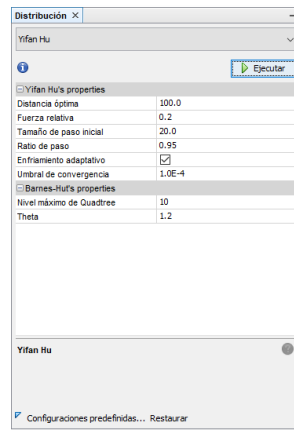 Distribución ×
Yifan Hu
Ejecutar
Yifan Hu's properties
Distancia óptima 100.0
Fuerza relativa 0.2
Tamaño de paso inicial 20.0
Ratio de paso 0.95
Enfriamiento adaptativo
Umbral de convergencia 1.0E-4
Barnes-Hut's properties
Nivel máximo de Quadtree 10
Theta 1.2
Yifan Hu
Configuraciones predefinidas... Restaurar